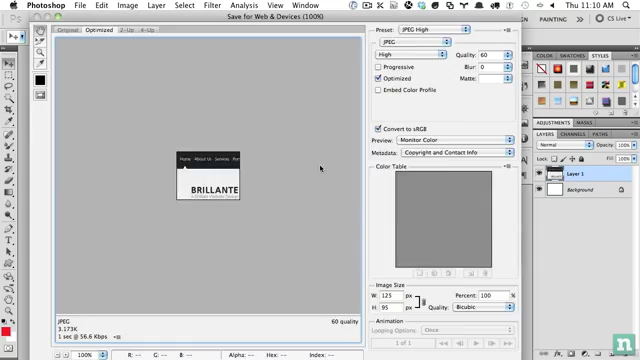 Photoshop File Edit Image Layer Select Filter Analysis View Window Thu 11:10 AM
Save for Web & Devices (100%)
PAINTING
CS Live
Original Optimized 2-Up 4-Up
Preset: JPEG High
JPEG
High
Quality: 60
Progressive
Blur: 0
Optimized
Matte:
Embed Color Profile
Convert to sRGB
Preview: Monitor Color
Metadata: Copyright and Contact Info
Color Table
Home About Us Services
BRILLANTE
Image Size
W: 125 px
H: 95 px
Percent: 100 %
Quality: Bicubic
Animation
Looping Options: Once
1 of 1
JPEG
3.173K
1 sec @ 56.6 Kbps
60 quality
100% R: -- G: -- B: -- Alpha: -- Hex: -- Index: --
COLOR SWATCHES STYLES
ADJUSTMENTS MASKS
LAYERS CHANNELS PATHS
Normal Opacity: 100%
Lock: Fill: 100%
Layer 1
Background
n